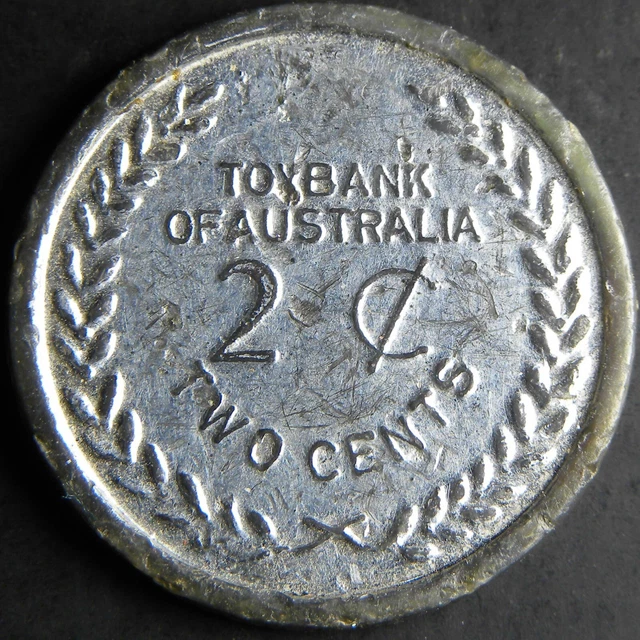 TOYBANK
OF AUSTRALIA
2 ¢
TWO CENTS